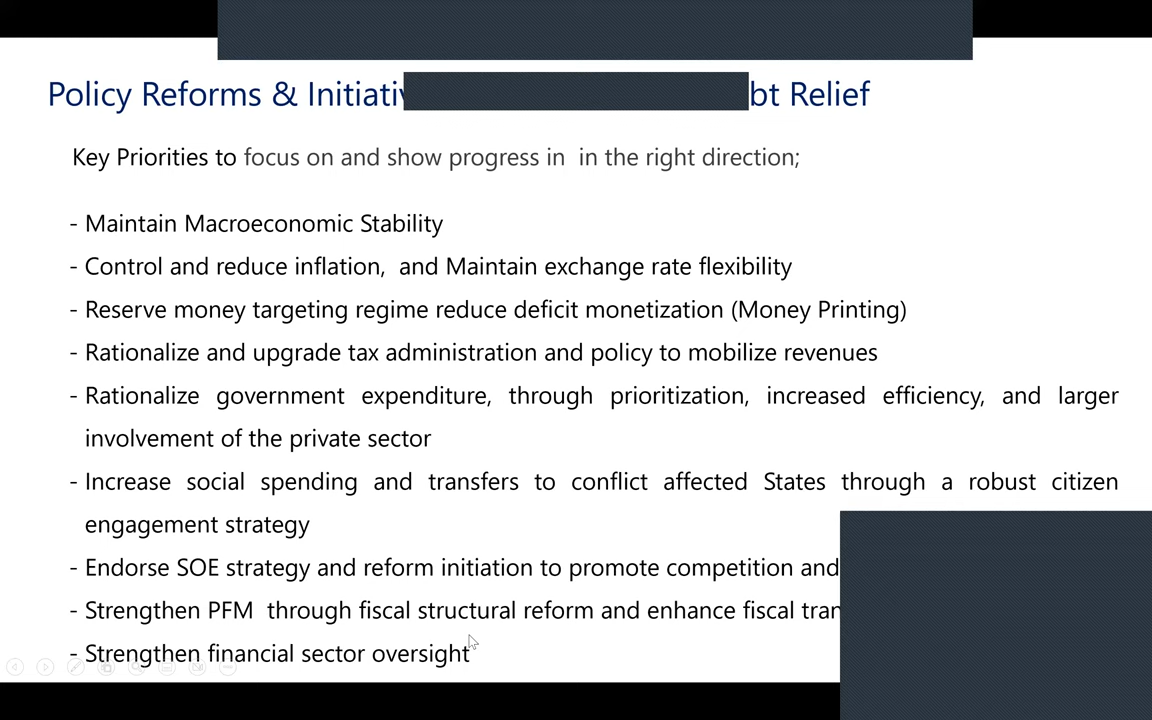 Policy Reforms & Initiativ bt Relief
Key Priorities to focus on and show progress in in the right direction;
- Maintain Macroeconomic Stability
- Control and reduce inflation, and Maintain exchange rate flexibility
- Reserve money targeting regime reduce deficit monetization (Money Printing)
- Rationalize and upgrade tax administration and policy to mobilize revenues
- Rationalize government expenditure, through prioritization, increased efficiency, and larger
involvement of the private sector
- Increase social spending and transfers to conflict affected States through a robust citizen
engagement strategy
- Endorse SOE strategy and reform initiation to promote competition and
- Strengthen PFM through fiscal structural reform and enhance fiscal tran
- Strengthen financial sector oversight